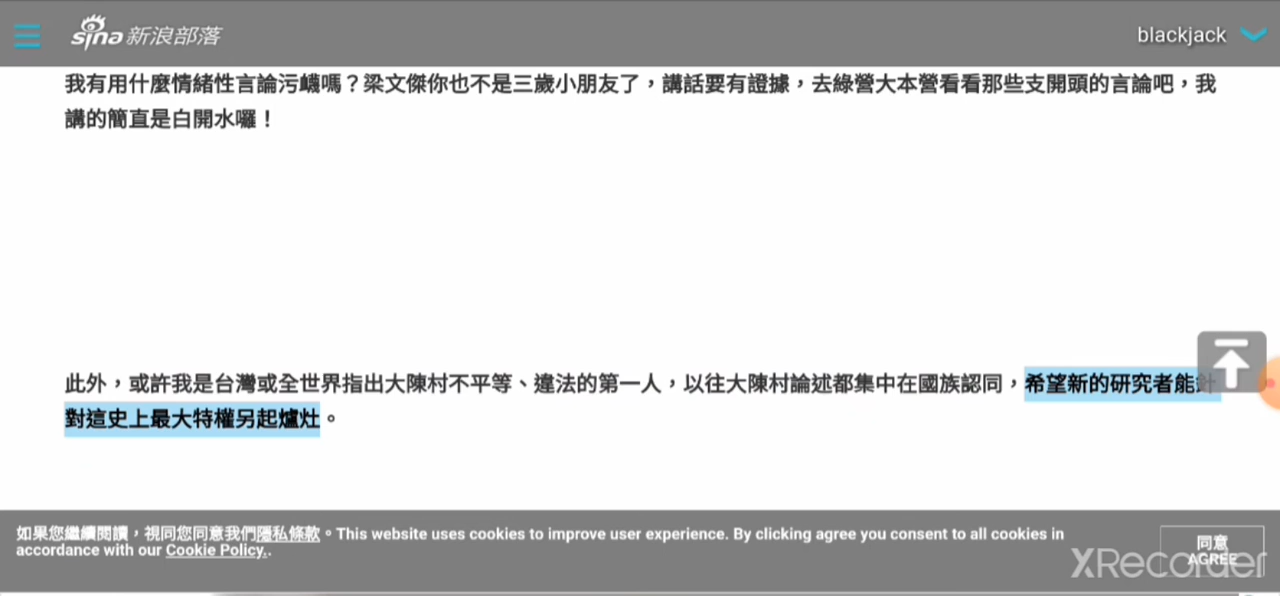 sina 新浪部落
blackjack
我有用什麼情緒性言論污衊嗎？梁文傑你也不是三歲小朋友了，講話要有證據，去綠營大本營看看那些支開頭的言論吧，我
講的簡直是白開水囉！
此外，或許我是台灣或全世界指出大陳村不平等、違法的第一人，以往大陳村論述都集中在國族認同，希望新的研究者能針
對這史上最大特權另起爐灶。
如果您繼續閱讀，視同您同意我們隱私條款。This website uses cookies to improve user experience. By clicking agree you consent to all cookies in
accordance with our Cookie Policy..
同意
AGREE
XRecorder